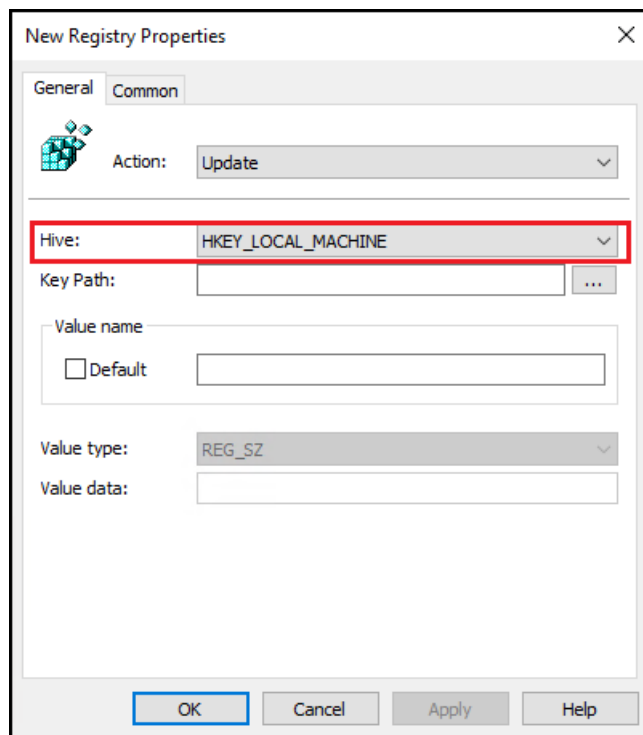 New Registry Properties
General Common
Action: Update
Hive: HKEY_LOCAL_MACHINE
Key Path: ...
Value name
Default
Value type: REG_SZ
Value data:
OK Cancel Apply Help